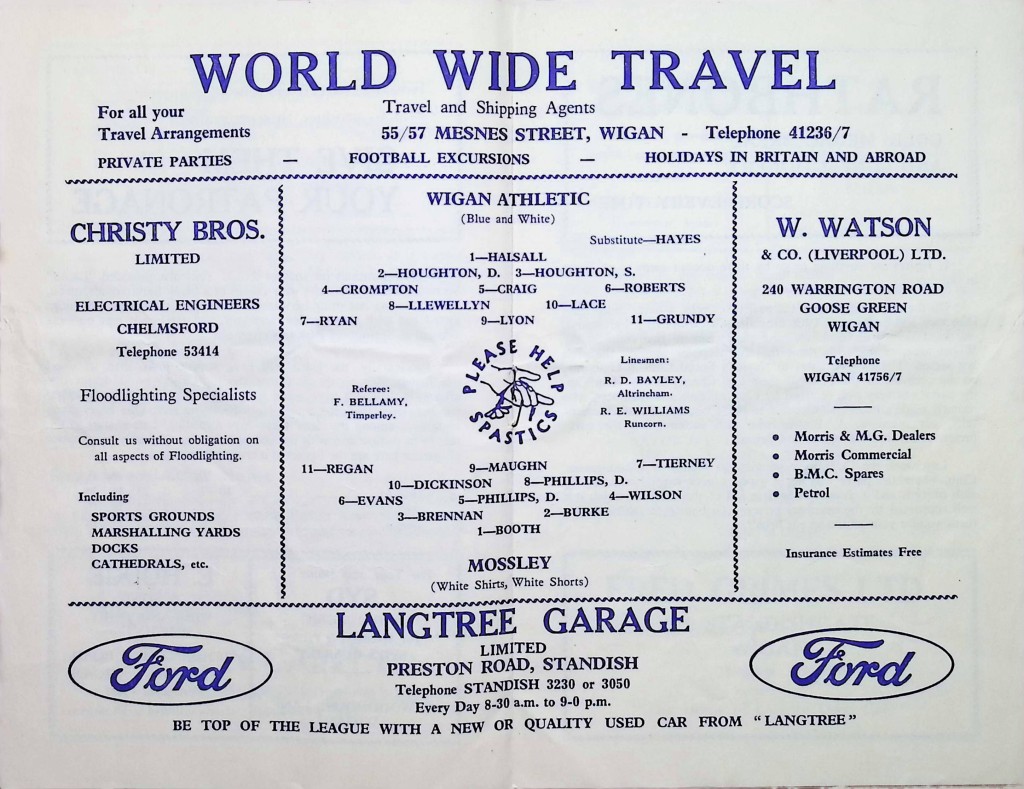 WORLD WIDE TRAVEL
For all your
Travel Arrangements
Travel and Shipping Agents
55/57 MESNES STREET, WIGAN - Telephone 41236/7
PRIVATE PARTIES — FOOTBALL EXCURSIONS — HOLIDAYS IN BRITAIN AND ABROAD
CHRISTY BROS.
LIMITED
ELECTRICAL ENGINEERS
CHELMSFORD
Telephone 53414
Floodlighting Specialists
Consult us without obligation on
all aspects of Floodlighting.
Including
SPORTS GROUNDS
MARSHALLING YARDS
DOCKS
CATHEDRALS, etc.
WIGAN ATHLETIC
(Blue and White)
Substitute—HAYES
1—HALSALL
2—HOUGHTON, D. 3—HOUGHTON, S.
4—CROMPTON 5—CRAIG 6—ROBERTS
8—LLEWELLYN 10—LACE
7—RYAN 9—LYON 11—GRUNDY
PLEASE HELP
SPASTICS
Referee:
F. BELLAMY,
Timperley.
Linesmen:
R. D. BAYLEY,
Altrincham.
R. E. WILLIAMS
Runcorn.
11—REGAN 9—MAUGHN 7—TIERNEY
10—DICKINSON 8—PHILLIPS, D.
6—EVANS 5—PHILLIPS, D. 4—WILSON
3—BRENNAN 2—BURKE
1—BOOTH
MOSSLEY
(White Shirts, White Shorts)
W. WATSON
& CO. (LIVERPOOL) LTD.
240 WARRINGTON ROAD
GOOSE GREEN
WIGAN
Telephone
WIGAN 41756/7
• Morris & M.G. Dealers
• Morris Commercial
• B.M.C. Spares
• Petrol
Insurance Estimates Free
Ford
LANGTREE GARAGE
LIMITED
PRESTON ROAD, STANDISH
Telephone STANDISH 3230 or 3050
Every Day 8-30 a.m. to 9-0 p.m.
Ford
BE TOP OF THE LEAGUE WITH A NEW OR QUALITY USED CAR FROM "LANGTREE"